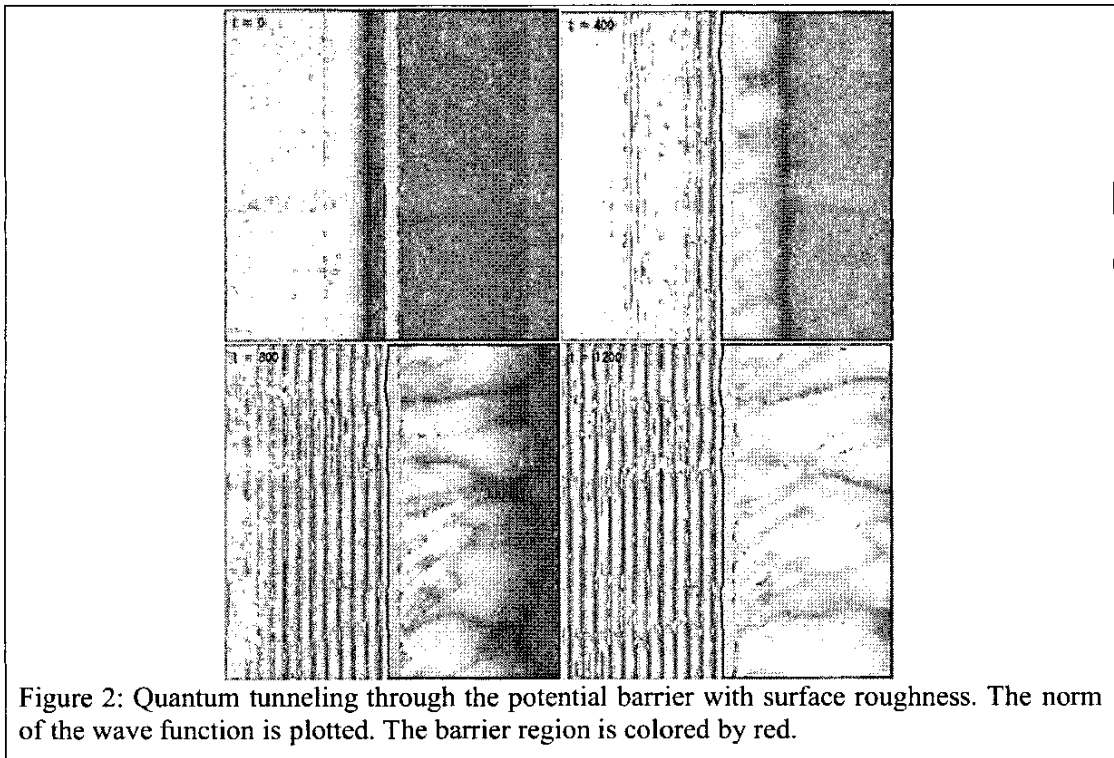 t = 0
t = 400
t = 800
t = 1200
Figure 2: Quantum tunneling through the potential barrier with surface roughness. The norm
of the wave function is plotted. The barrier region is colored by red.